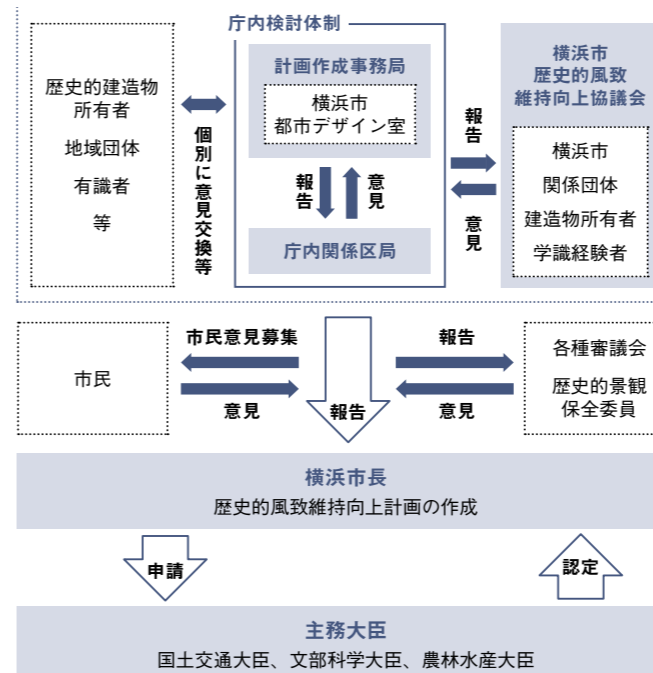 庁内検討体制
歴史的建造物
所有者
地域団体
有識者
等
個別に意見交換等
計画作成事務局
横浜市
都市デザイン室
報告
意見
庁内関係区局
報告
意見
横浜市
歴史的風致
維持向上協議会
横浜市
関係団体
建造物所有者
学識経験者
市民
市民意見募集
意見
報告
報告
意見
各種審議会
歴史的景観
保全委員
横浜市長
歴史的風致維持向上計画の作成
申請
認定
主務大臣
国土交通大臣、文部科学大臣、農林水産大臣